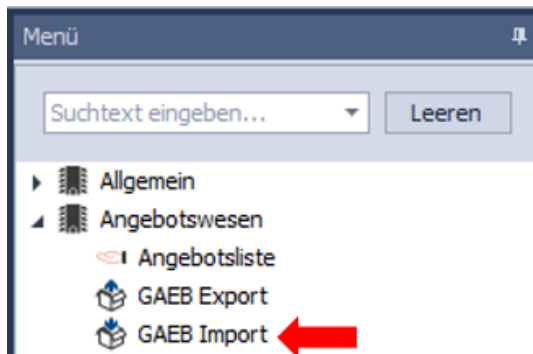 Menü
Suchtext eingeben...
Leeren
Allgemein
Angebotswesen
Angebotsliste
GAEB Export
GAEB Import